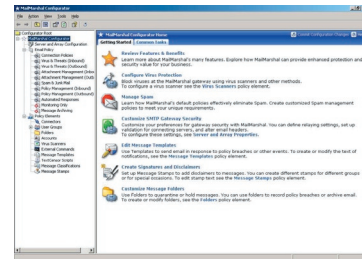 MailMarshal Configurator
File Action View Tools Help
Configurator Root
MailMarshal Configurator
Server and Array Configuration
Email Policy
Connection Policies
Virus & Threats (Inbound)
Virus & Threats (Outbound)
Attachment Management (Inbo
Attachment Management (Outb
Spam & Junk Mail
Policy Management (Inbound)
Policy Management (Outbound)
Automated Responses
Monitoring Only
Message Archiving
Policy Elements
Connectors
User Groups
Folders
Accounts
Virus Scanners
External Commands
Message Templates
TextCensor Scripts
Message Classifications
Message Stamps
MailMarshal Configurator Home
Commit Configuration Changes
Getting Started Common Tasks
Review Features & Benefits
Learn more about MailMarshal's many features. Explore how MailMarshal can provide enhanced protection and
security value for your business.
Configure Virus Protection
Block viruses at the MailMarshal gateway using virus scanners and other methods.
To configure a virus scanner see the Virus Scanners policy element.
Manage Spam
Learn how MailMarshal's default policies effectively eliminate Spam. Create customized Spam management
policies to meet your unique requirements.
Customize SMTP Gateway Security
Customize your preferences for gateway security with MailMarshal. You can define relaying settings, set up
validation for connecting servers, and alter email headers.
To configure these settings, see Server and Array Properties.
Edit Message Templates
Use Templates to send email in response to policy breaches or other events. To create or modify the text of
notifications, see the Message Templates policy element.
Create Signatures and Disclaimers
Set up Message Stamps to add disclaimers to messages. You can create different stamps for different groups
or for special occasions. To edit stamp text see the Message Stamps policy element.
Customize Message Folders
Use Folders to quarantine or hold messages. You can use folders to record policy breaches or archive email.
To create or modify folders, see the Folders policy element.